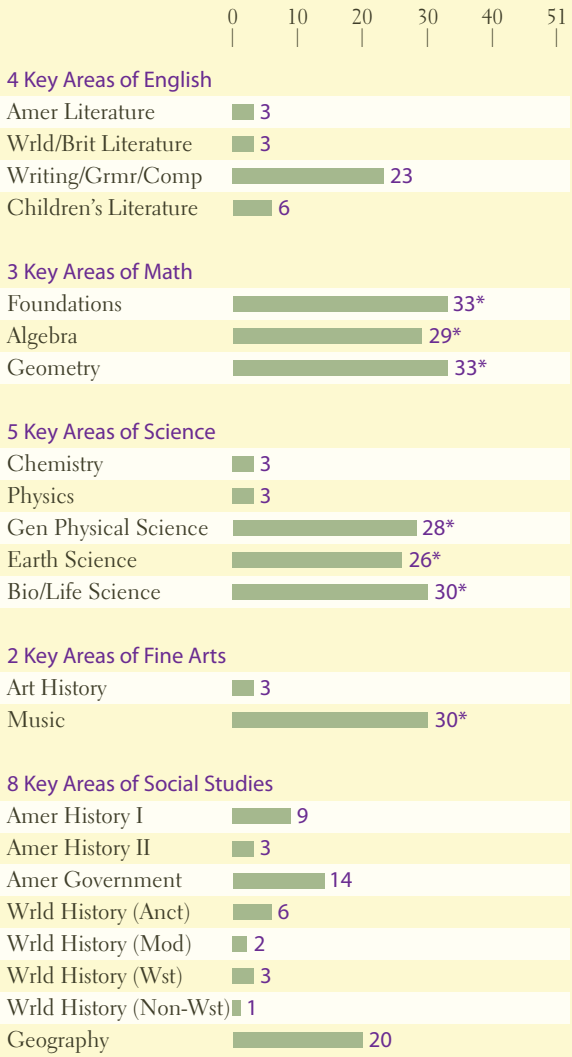 0 10 20 30 40 51
4 Key Areas of English
Amer Literature 3
Wrld/Brit Literature 3
Writing/Grmr/Comp 23
Children's Literature 6
3 Key Areas of Math
Foundations 33*
Algebra 29*
Geometry 33*
5 Key Areas of Science
Chemistry 3
Physics 3
Gen Physical Science 28*
Earth Science 26*
Bio/Life Science 30*
2 Key Areas of Fine Arts
Art History 3
Music 30*
8 Key Areas of Social Studies
Amer History I 9
Amer History II 3
Amer Government 14
Wrld History (Anct) 6
Wrld History (Mod) 2
Wrld History (Wst) 3
Wrld History (Non-Wst) 1
Geography 20